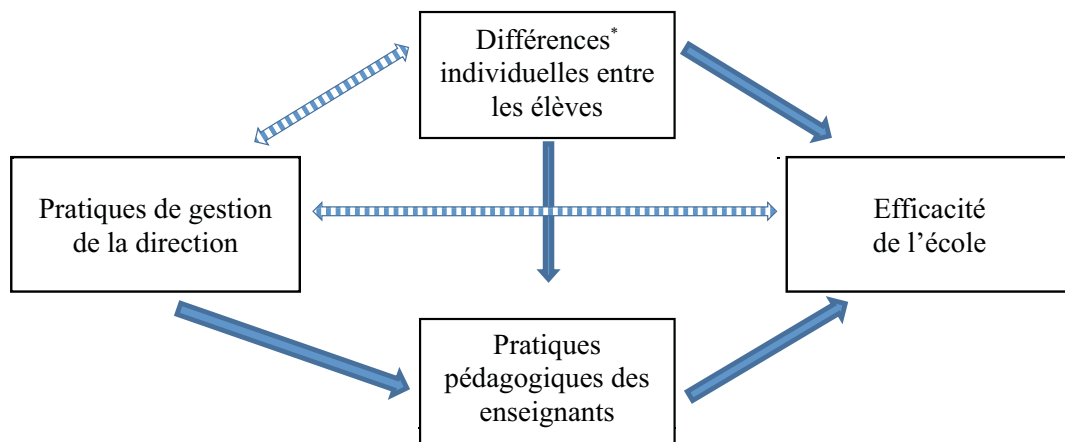 Différences*
individuelles entre
les élèves
Pratiques de gestion
de la direction
Efficacité
de l’école
Pratiques
pédagogiques des
enseignants